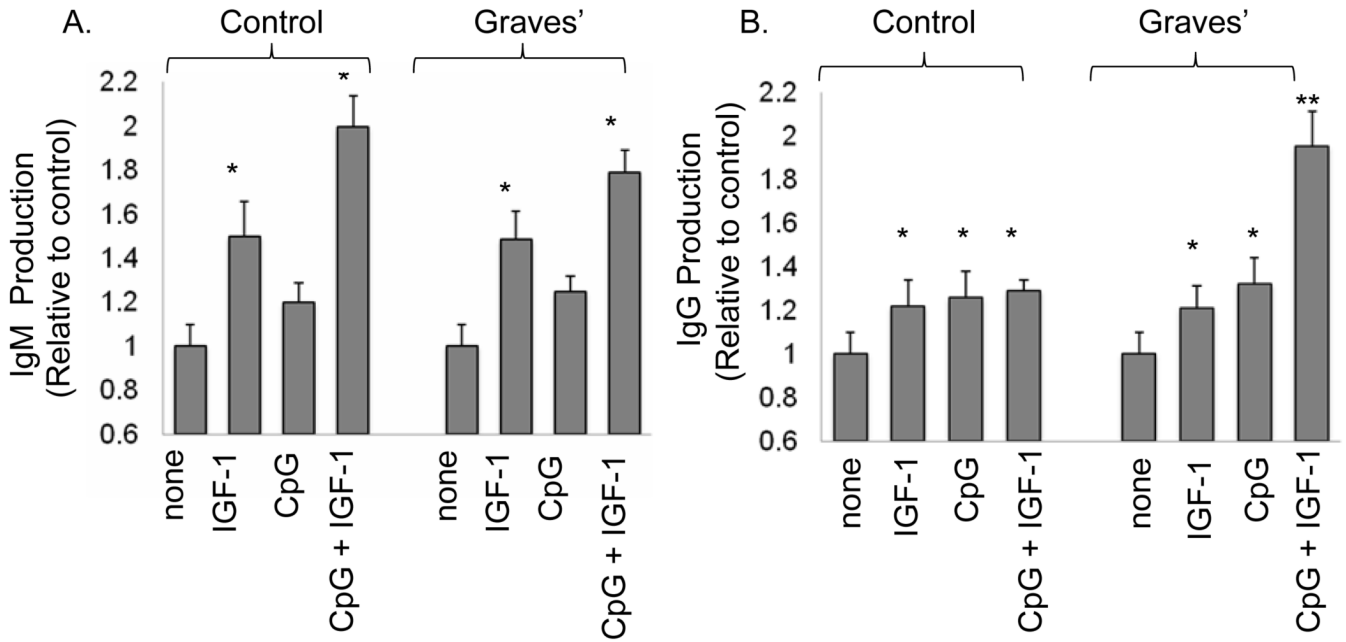 A.
Control
Graves’
IgM Production
(Relative to control)
2.2
2
1.8
1.6
1.4
1.2
1
0.8
0.6
*
*
*
*
none
IGF-1
CpG
CpG + IGF-1
none
IGF-1
CpG
CpG + IGF-1
B.
Control
Graves’
IgG Production
(Relative to control)
2.2
2
1.8
1.6
1.4
1.2
1
0.8
0.6
*
*
*
*
*
**
none
IGF-1
CpG
CpG + IGF-1
none
IGF-1
CpG
CpG + IGF-1